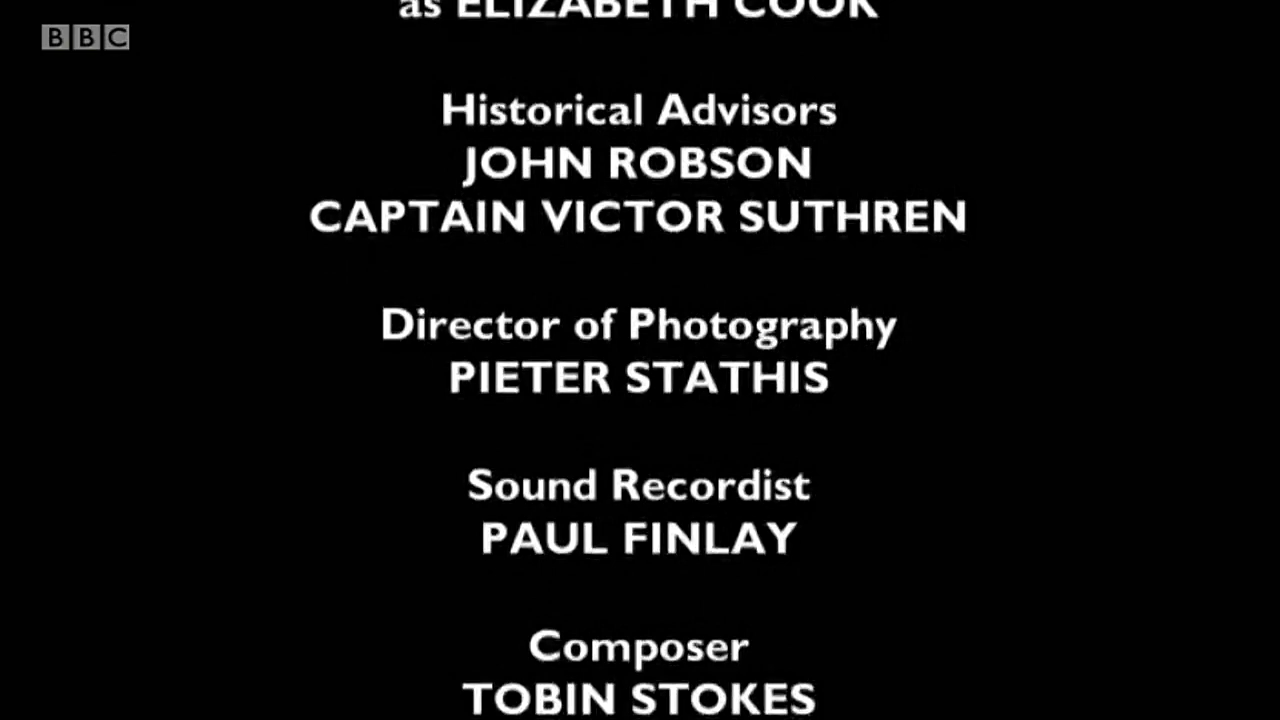 BBC
as ELIZABETH COOK
Historical Advisors
JOHN ROBSON
CAPTAIN VICTOR SUTHREN
Director of Photography
PIETER STATHIS
Sound Recordist
PAUL FINLAY
Composer
TOBIN STOKES